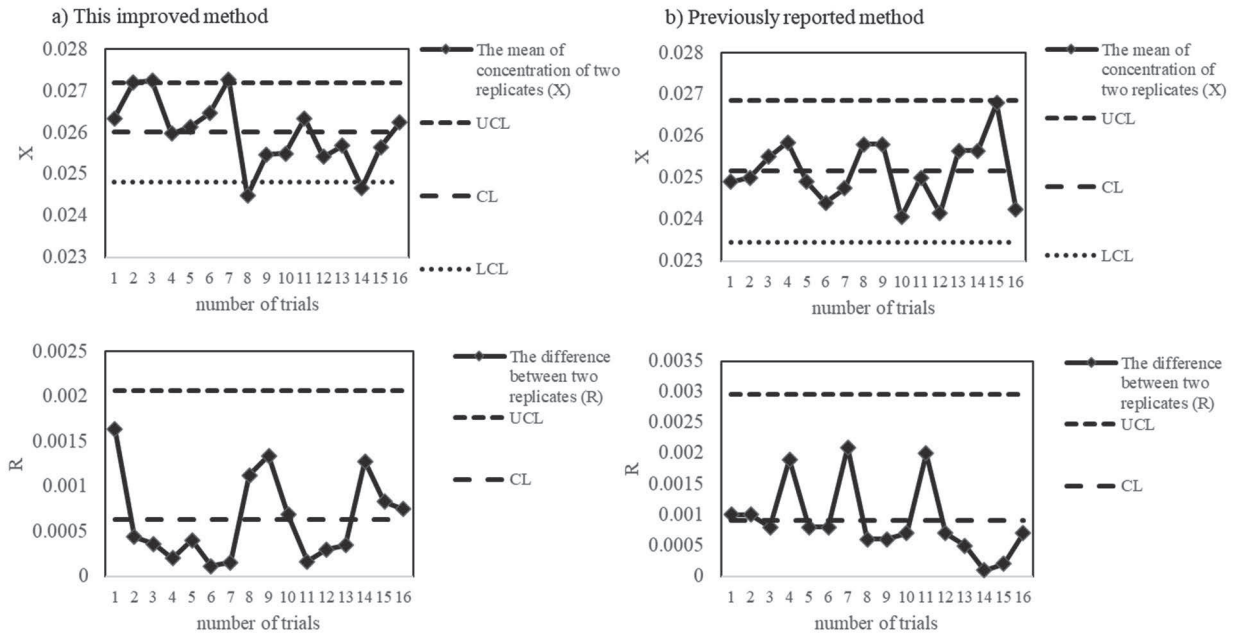 a) This improved method
0.028
0.027
0.026
0.025
0.024
0.023
X
1 2 3 4 5 6 7 8 9 10 11 12 13 14 15 16
number of trials
The mean of
concentration of two
replicates (X)
UCL
CL
LCL
b) Previously reported method
0.028
0.027
0.026
0.025
0.024
0.023
X
1 2 3 4 5 6 7 8 9 10 11 12 13 14 15 16
number of trials
The mean of
concentration of
two replicates (X)
UCL
CL
LCL
0.0025
0.002
0.0015
0.001
0.0005
0
R
1 2 3 4 5 6 7 8 9 10 11 12 13 14 15 16
number of trials
The difference
between two
replicates (R)
UCL
CL
0.0035
0.003
0.0025
0.002
0.0015
0.001
0.0005
0
R
1 2 3 4 5 6 7 8 9 10 11 12 13 14 15 16
number of trials
The difference
between two
replicates (R)
UCL
CL